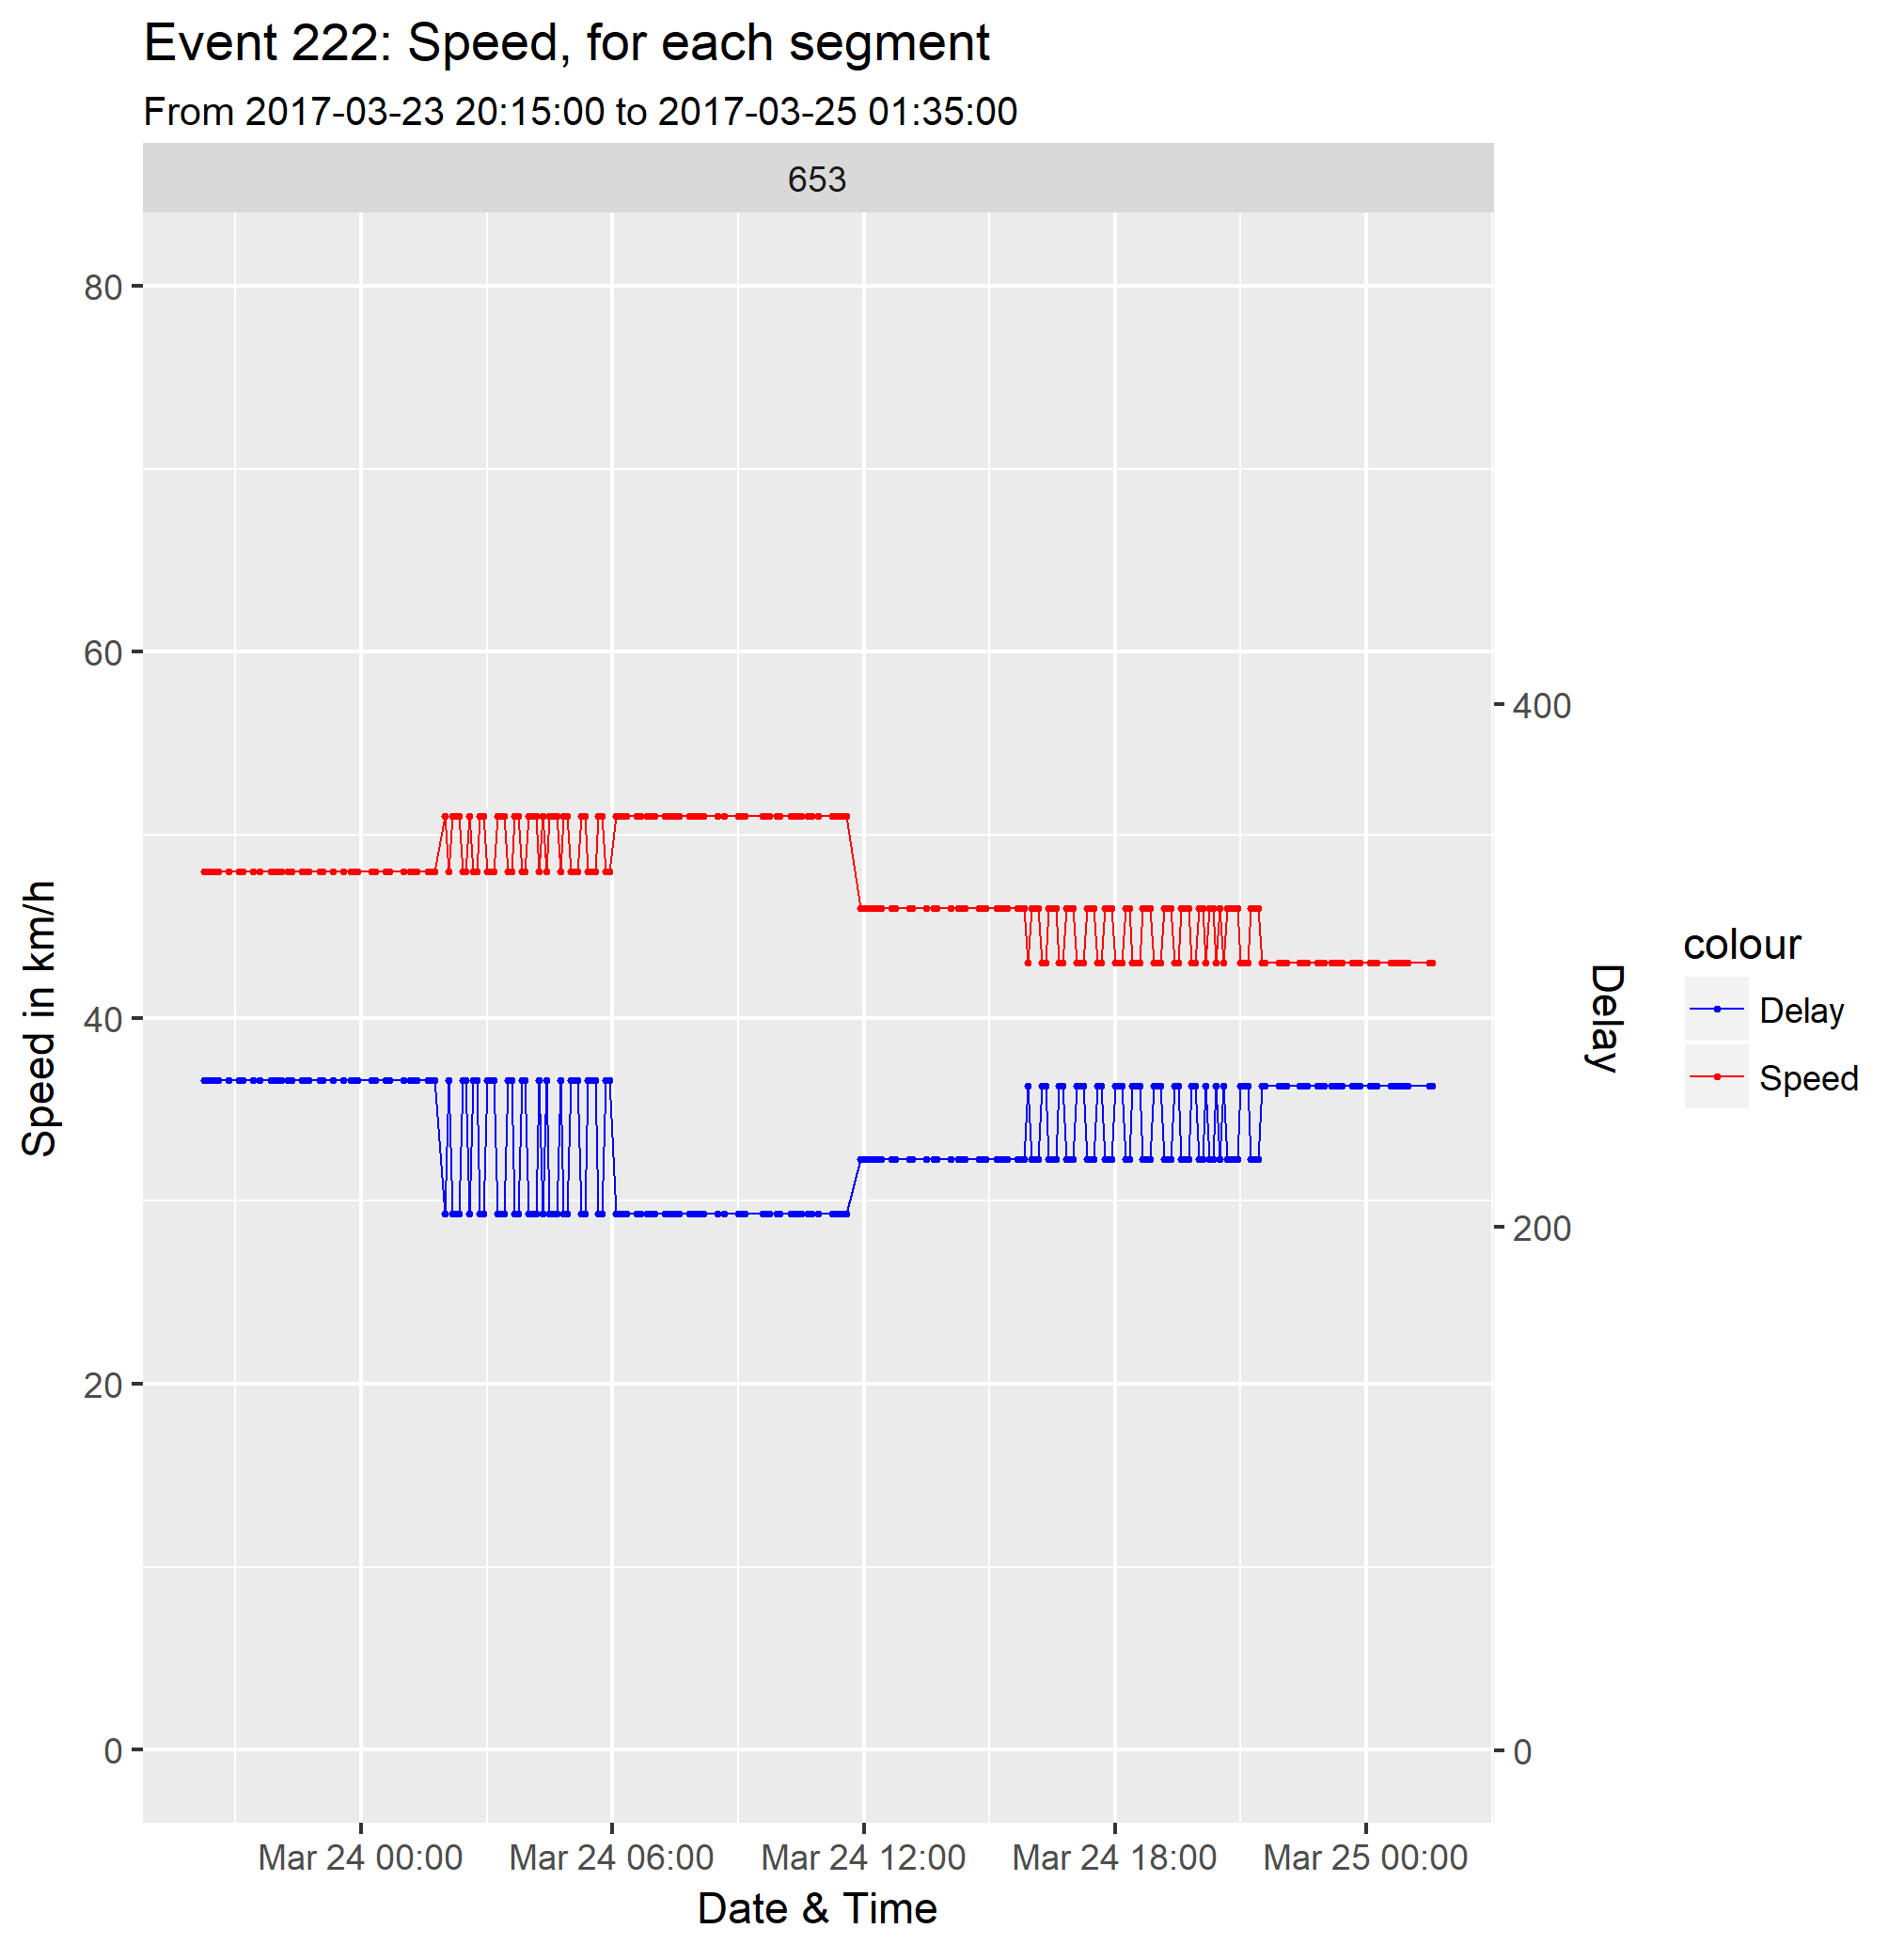 Event 222: Speed, for each segment
From 2017-03-23 20:15:00 to 2017-03-25 01:35:00
653
80
60
40
20
0
Speed in km/h
400
200
0
Delay
colour
Delay
Speed
Mar 24 00:00
Mar 24 06:00
Mar 24 12:00
Mar 24 18:00
Mar 25 00:00
Date & Time